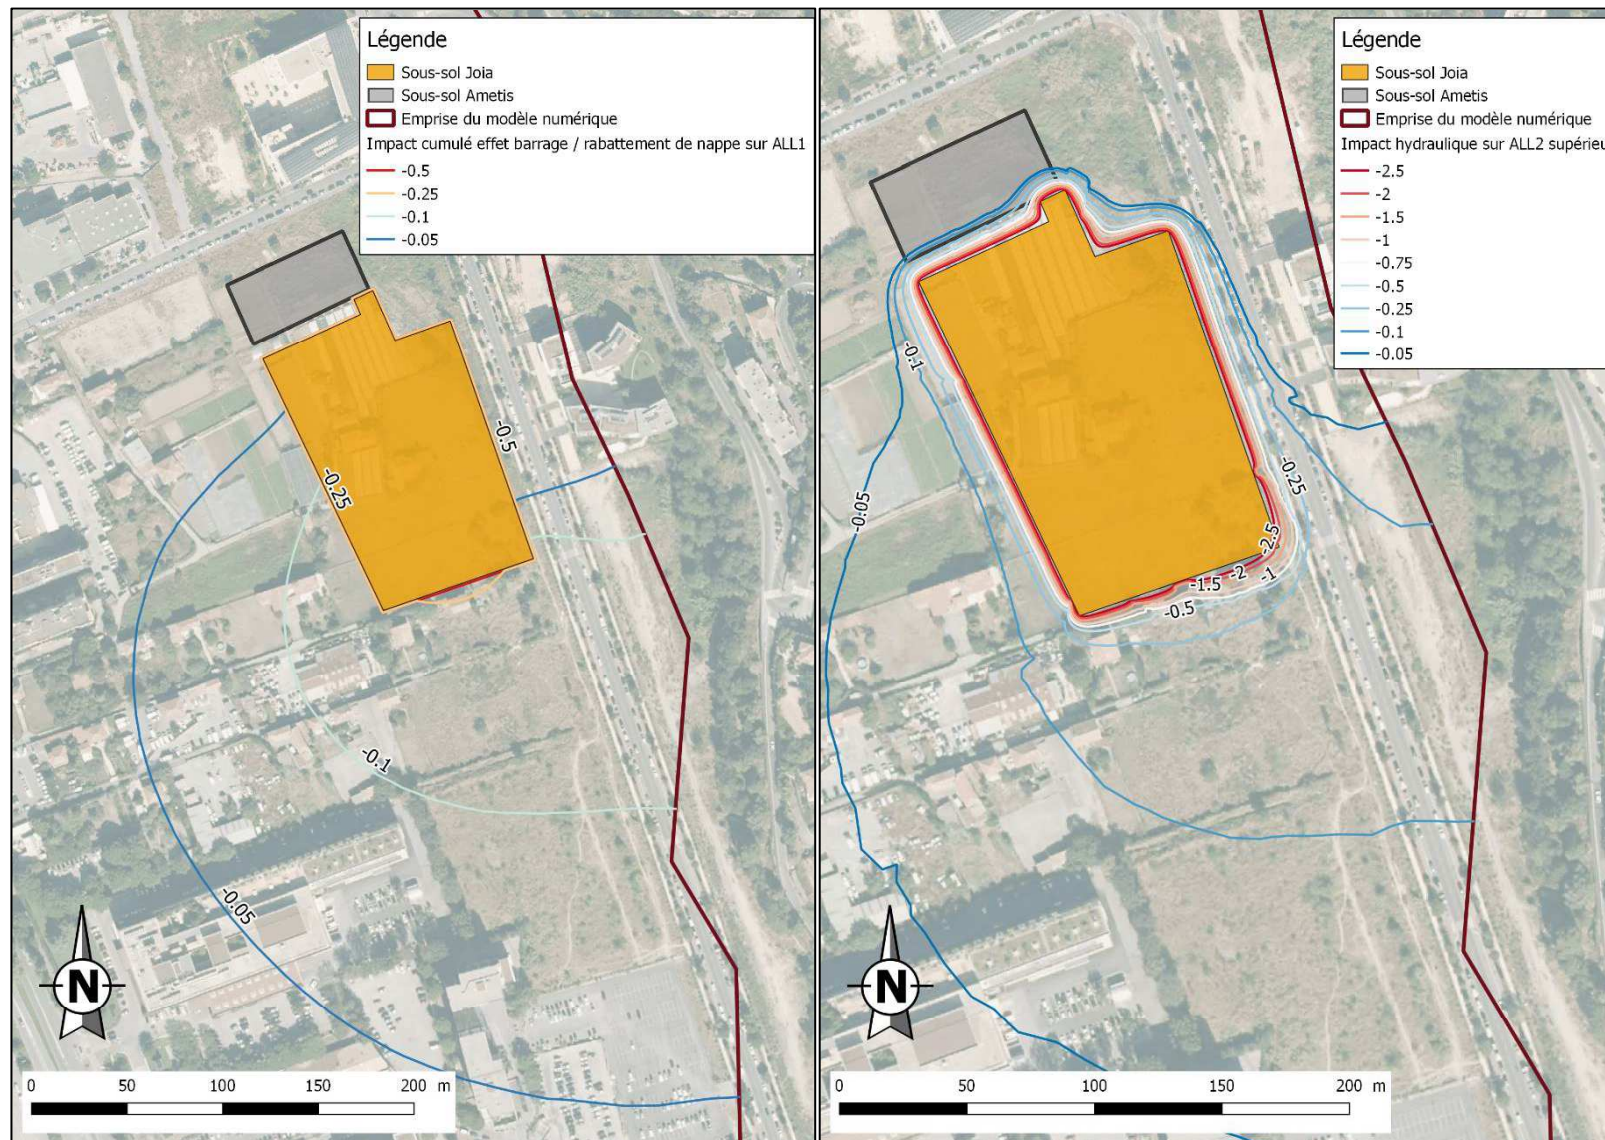 Légende
Sous-sol Joia
Sous-sol Ametis
Emprise du modèle numérique
Impact cumulé effet barrage / rabattement de nappe sur ALL1
-0.5
-0.25
-0.1
-0.05
-0.5
-0.25
-0.1
-0.05
N
0 50 100 150 200 m
Légende
Sous-sol Joia
Sous-sol Ametis
Emprise du modèle numérique
Impact hydraulique sur ALL2 supérieu
-2.5
-2
-1.5
-1
-0.75
-0.5
-0.25
-0.1
-0.05
-0.1
-0.05
-0.25
-2.5
-2
-1
-1.5
-0.5
N
0 50 100 150 200 m